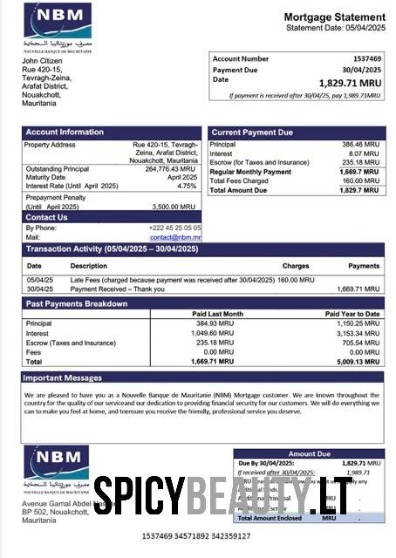 NBM
Mortgage Statement
Statement Date: 05/04/2025
NOUVELLE BANQUE DE MAURITANIE
John Citizen
Rue 420-15,
Tevragh-Zeina,
Arafat District,
Nouakchott,
Mauritania
Account Number 1537469
Payment Due 30/04/2025
Date 1,829.71 MRU
If payment is received after 30/04/25, pay 1,989.71MRU
Account Information
Property Address Rue 420-15, Tevragh-
Zeina, Arafat District,
Nouakchott, Mauritania
Outstanding Principal 264,776.43 MRU
Maturity Date April 2025
Interest Rate (Until April 2025) 4.75%
Prepayment Penalty
(Until April 2025) 3,500.00 MRU
Contact Us
By Phone: +222 45 25 05 05
Mail: contact@nbm.mr
Current Payment Due
Principal 386.46 MRU
Interest 8.07 MRU
Escrow (for Taxes and Insurance) 235.18 MRU
Regular Monthly Payment 1,669.7 MRU
Total Fees Charged 160.00 MRU
Total Amount Due 1,829.7 MRU
Transaction Activity (05/04/2025 – 30/04/2025)
Date Description Charges Payments
05/04/25 Late Fees (charged because payment was received after 30/04/2025) 160.00 MRU
30/04/25 Payment Received – Thank you 1,669.71 MRU
Past Payments Breakdown
Paid Last Month Paid Year to Date
Principal 384.93 MRU 1,150.25 MRU
Interest 1,049.60 MRU 3,153.34 MRU
Escrow (Taxes and Insurance) 235.18 MRU 705.54 MRU
Fees 0.00 MRU 0.00 MRU
Total 1,669.71 MRU 5,009.13 MRU
Important Messages
We are pleased to have you as a Nouvelle Banque de Mauritanie (NBM) Mortgage customer. We are known throughout
the country for the quality of our serviceand our dedication to providing financial security for our customers. We will do everything we
can to make you feel at home, and toensure you receive the friendly, professional service you deserve.
NBM
NOUVELLE BANQUE DE MAURITANIE
Avenue Gamal Abdel
BP 502, Nouakchott,
Mauritania
Amount Due
Due By 30/04/2025: 1,829.71 MRU
If received after 30/04/2025: 1,989.71
Total Amount Enclosed MRU
SPICYBEAUTY.LT
1537469 34571892 342359127